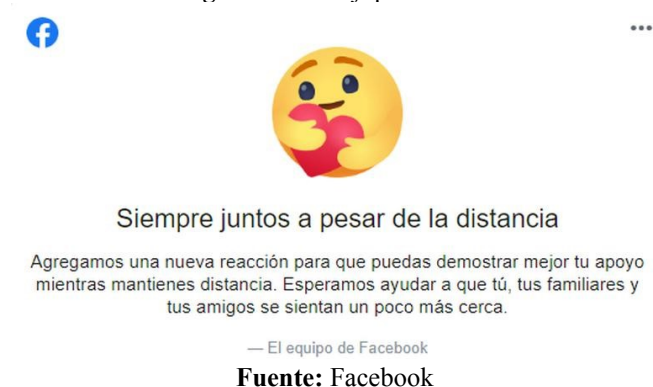 Siempre juntos a pesar de la distancia
Agregamos una nueva reacción para que puedas demostrar mejor tu apoyo
mientras mantienes distancia. Esperamos ayudar a que tú, tus familiares y
tus amigos se sientan un poco más cerca.
— El equipo de Facebook
Fuente: Facebook